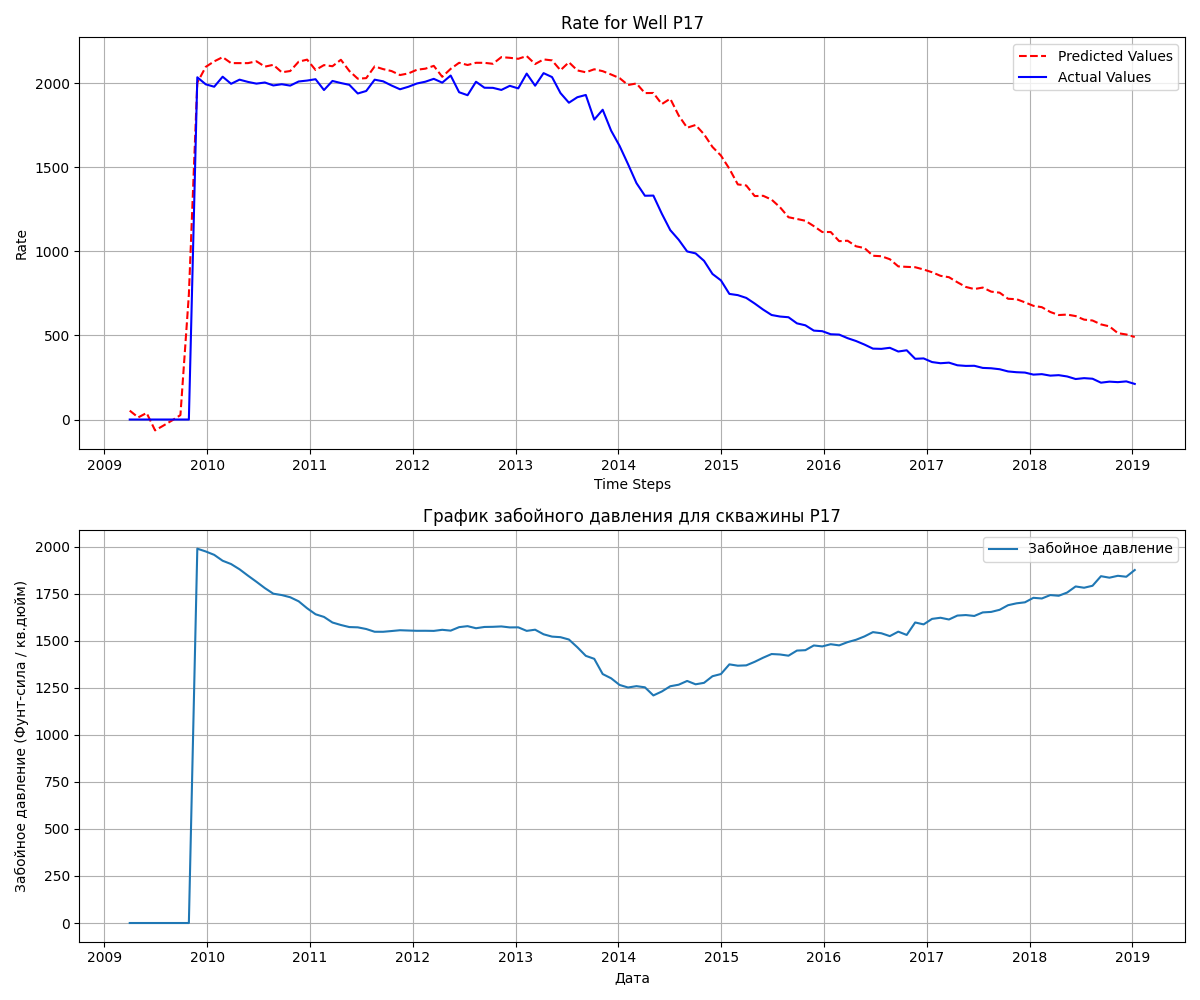 Rate for Well P17
Predicted Values
Actual Values
Rate
2000
1500
1000
500
0
2009 2010 2011 2012 2013 2014 2015 2016 2017 2018 2019
Time Steps
График забойного давления для скважины P17
Забойное давление
Забойное давление (Фунт-сила / кв.дюйм)
2000
1750
1500
1250
1000
750
500
250
0
2009 2010 2011 2012 2013 2014 2015 2016 2017 2018 2019
Дата